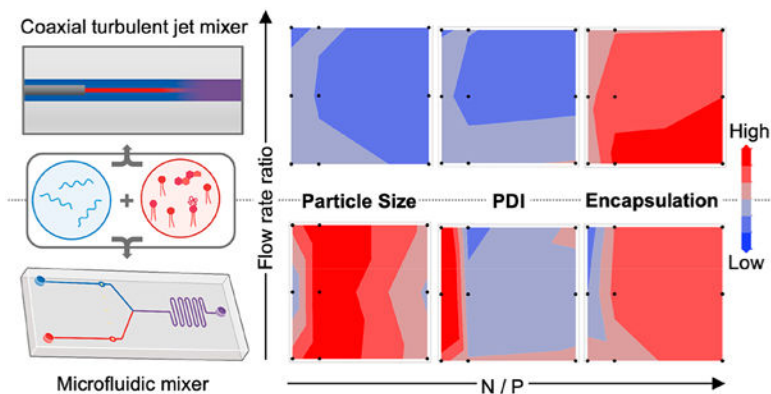 Coaxial turbulent jet mixer
+
Microfluidic mixer
Flow rate ratio
Particle Size
PDI
Encapsulation
High
Low
N / P